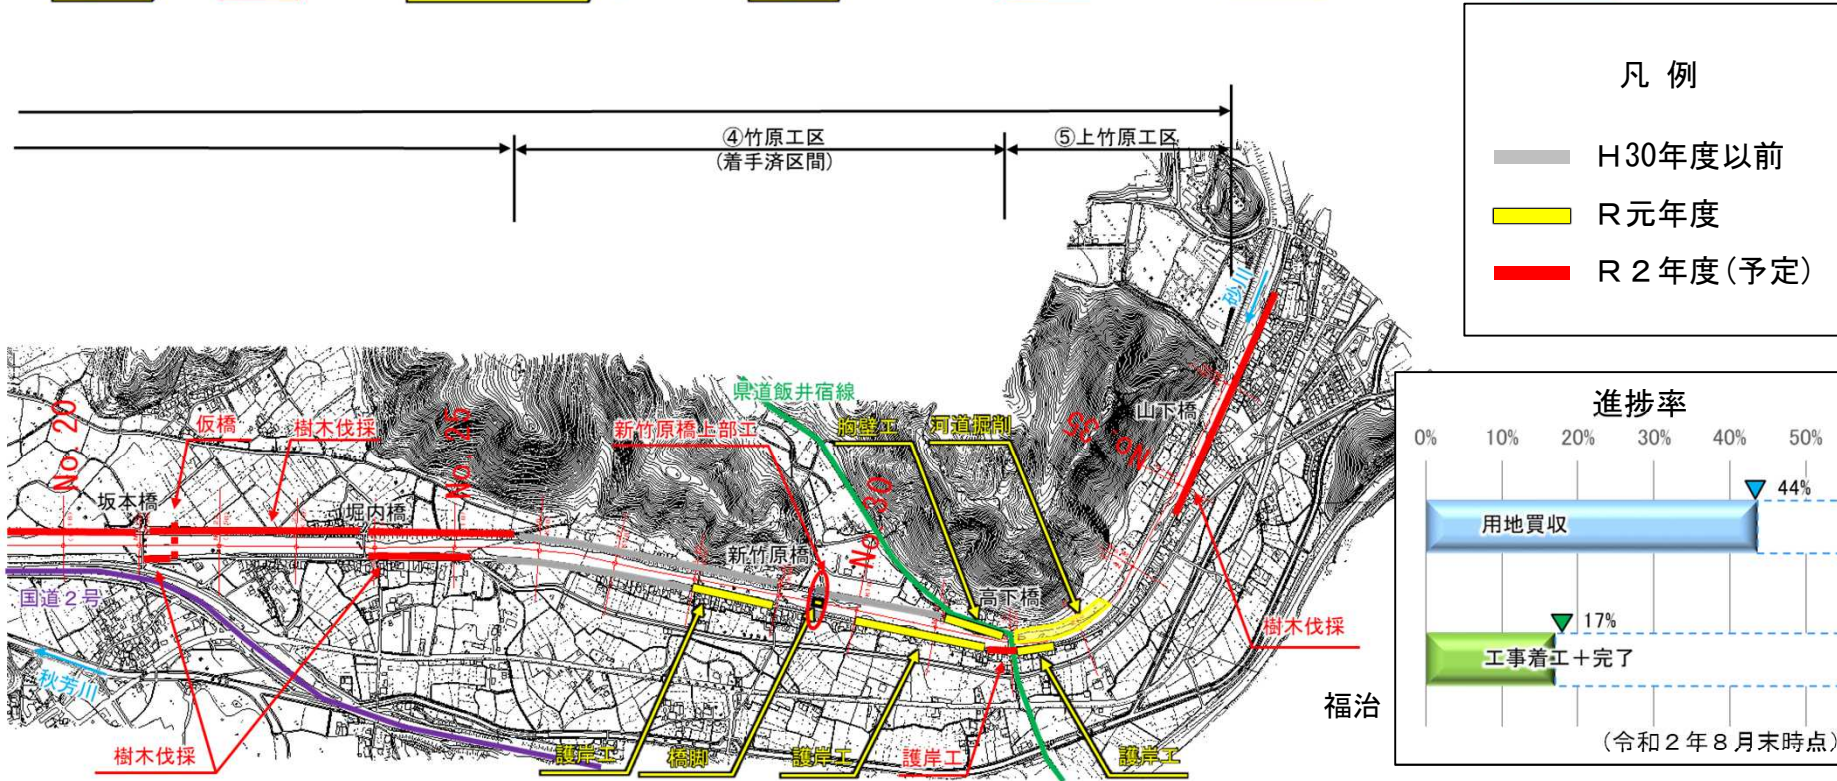 凡 例
H30年度以前
R元年度
R2年度(予定)
④竹原工区
(着手済区間)
⑤上竹原工区
砂川
県道飯井宿線
No. 20
仮橋
樹木伐採
No. 25
新竹原橋上部工
胸壁工
河道掘削
山下橋
No. 35
坂本橋
堀内橋
新竹原橋
No. 30
高下橋
国道2号
秋芳川
樹木伐採
樹木伐採
護岸工
橋脚
護岸工
護岸工
護岸工
福治
進捗率
0% 10% 20% 30% 40% 50%
44%
用地買収
17%
工事着工+完了
(令和2年8月末時点)